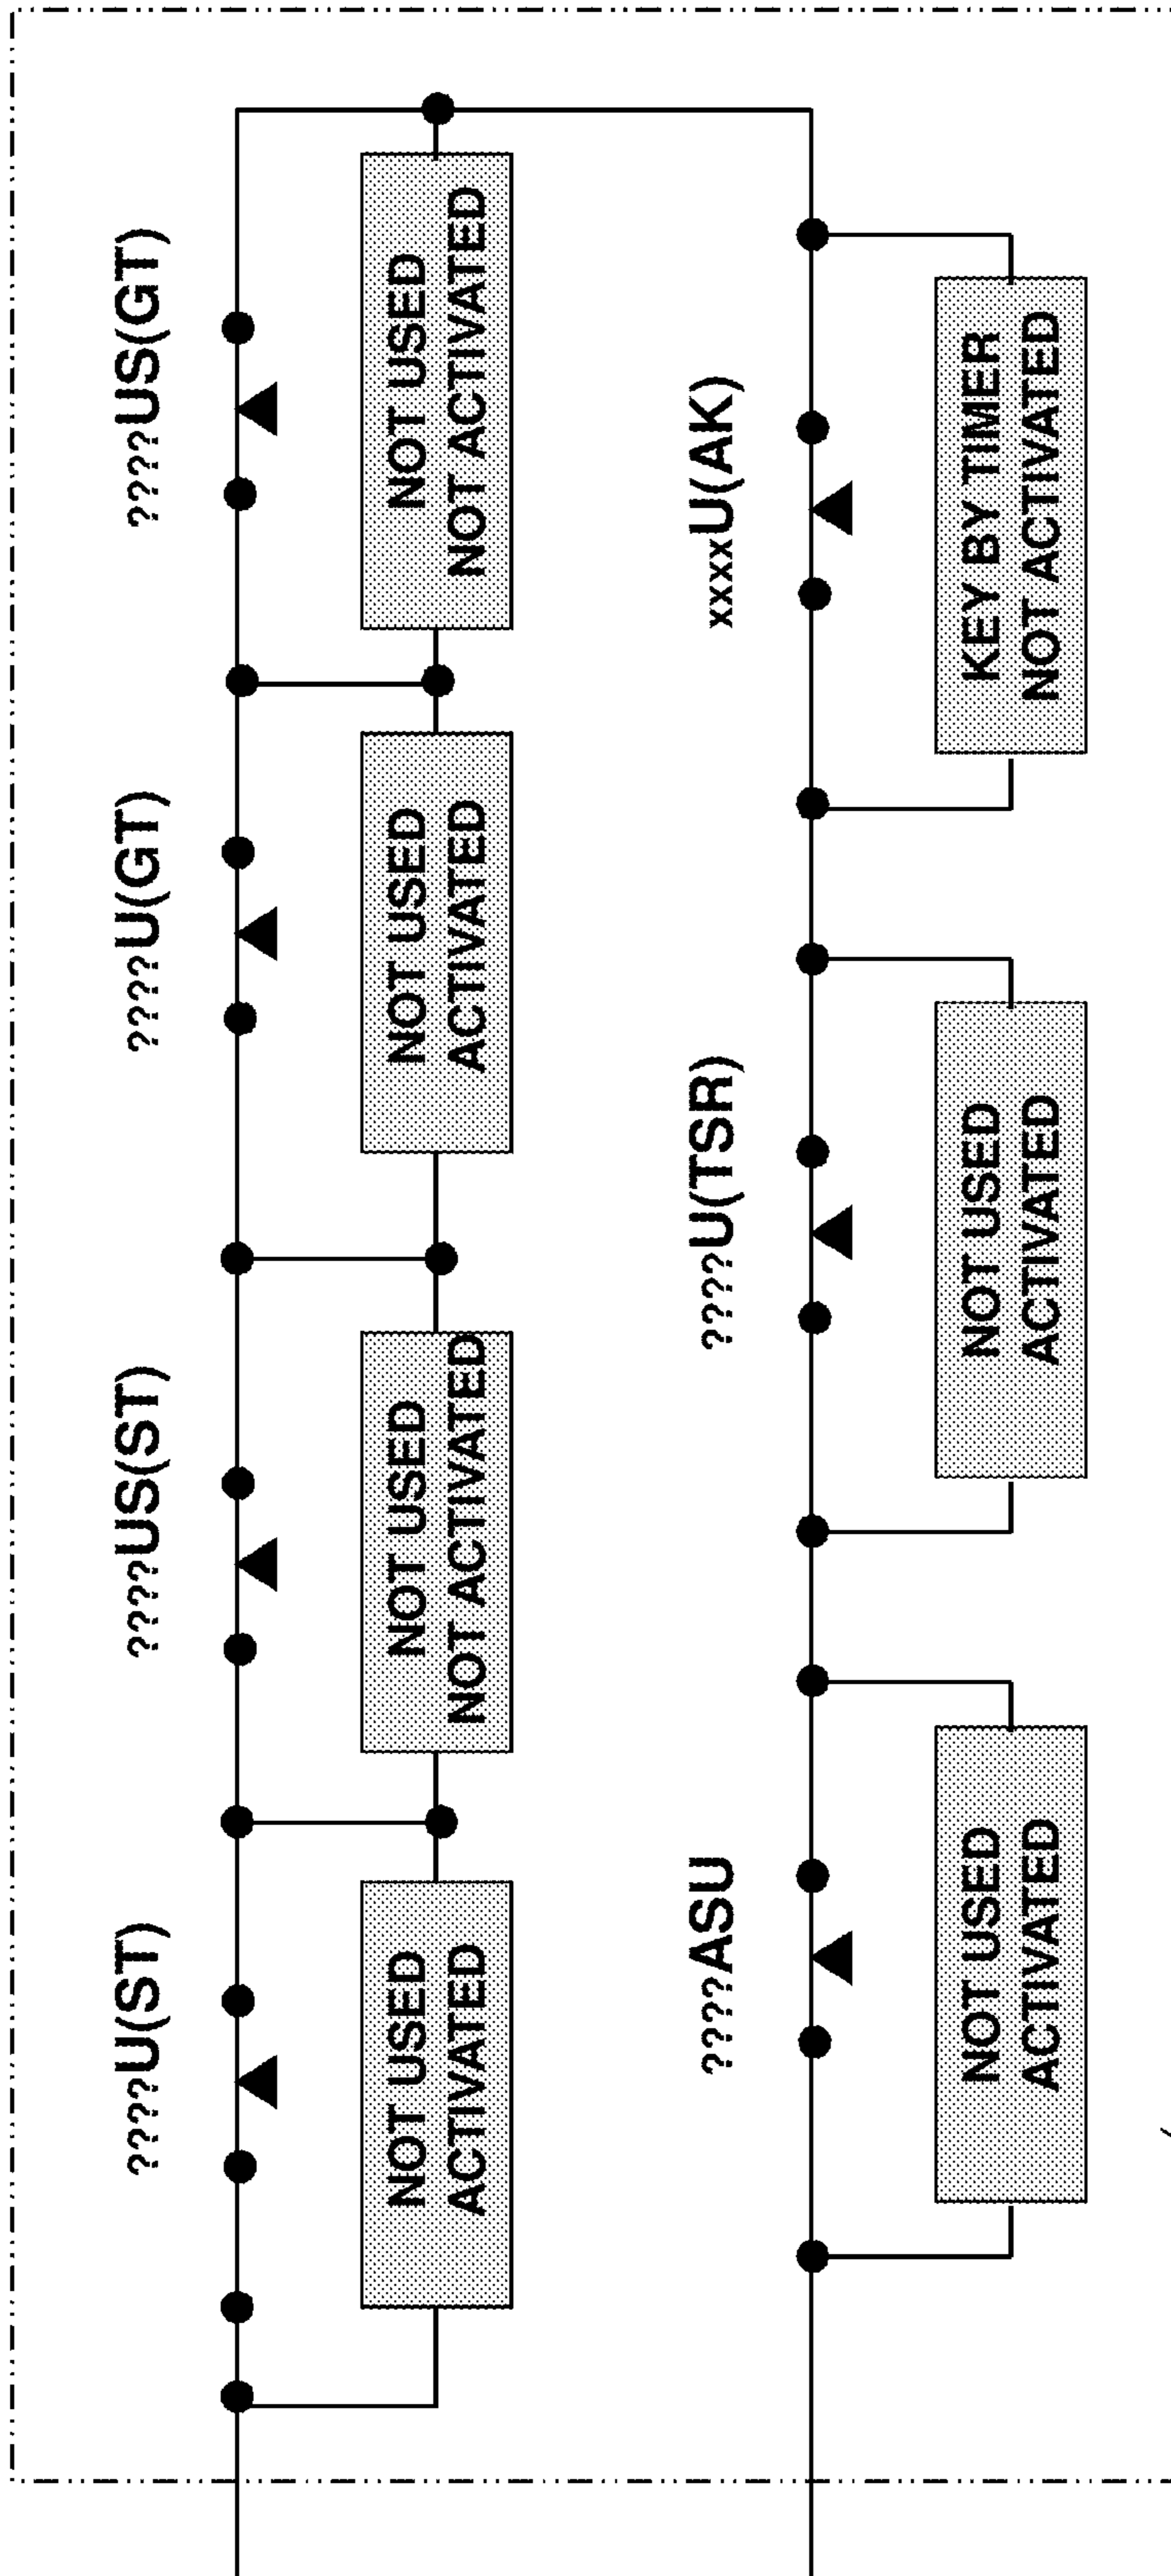 ????U(ST)
????US(ST)
????U(GT)
????US(GT)
NOT USED
ACTIVATED
NOT USED
NOT ACTIVATED
NOT USED
ACTIVATED
NOT USED
NOT ACTIVATED
????ASU
????U(TSR)
xxxxU(AK)
NOT USED
ACTIVATED
NOT USED
ACTIVATED
KEY BY TIMER
NOT ACTIVATED